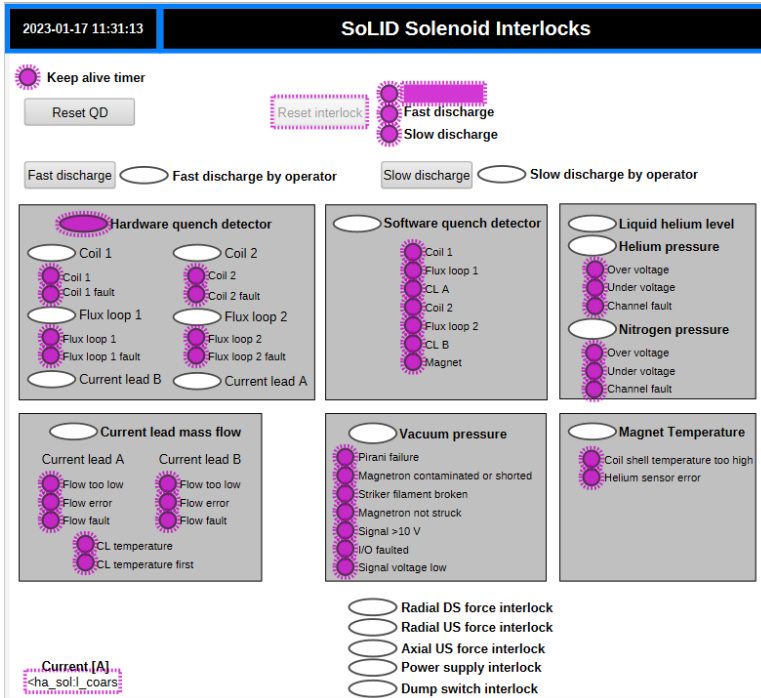 2023-01-17 11:31:13 SoLID Solenoid Interlocks
Keep alive timer
Reset QD Reset interlock Fast discharge
Slow discharge
Fast discharge Fast discharge by operator Slow discharge Slow discharge by operator
Hardware quench detector
Coil 1 Coil 2
Coil 1 Coil 2
Coil 1 fault Coil 2 fault
Flux loop 1 Flux loop 2
Flux loop 1 Flux loop 2
Flux loop 1 fault Flux loop 2 fault
Current lead B Current lead A
Software quench detector
Coil 1
Flux loop 1
CL A
Coil 2
Flux loop 2
CL B
Magnet
Liquid helium level
Helium pressure
Over voltage
Under voltage
Channel fault
Nitrogen pressure
Over voltage
Under voltage
Channel fault
Current lead mass flow
Current lead A Current lead B
Flow too low Flow too low
Flow error Flow error
Flow fault Flow fault
CL temperature
CL temperature first
Vacuum pressure
Pirani failure
Magnetron contaminated or shorted
Striker filament broken
Magnetron not struck
Signal >10 V
I/O faulted
Signal voltage low
Magnet Temperature
Coil shell temperature too high
Helium sensor error
Radial DS force interlock
Radial US force interlock
Axial US force interlock
Power supply interlock
Dump switch interlock
Current [A]
<ha_sol:I_coars